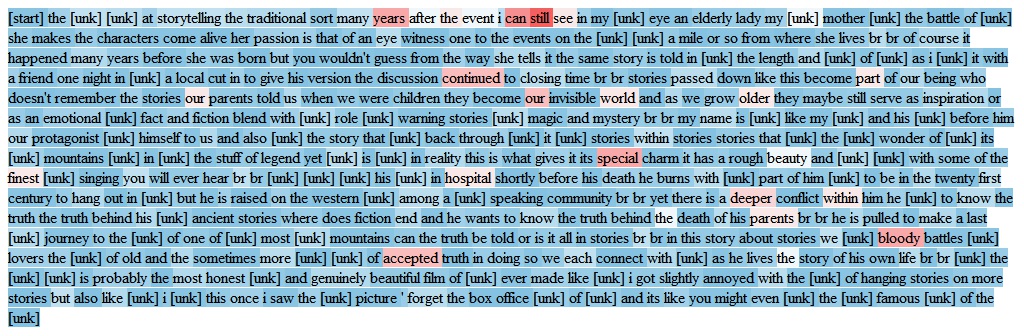 [start] the [unk] [unk] at storytelling the traditional sort many years after the event i can still see in my [unk] eye an elderly lady my [unk] mother the battle of [unk]
she makes the characters come alive her passion is that of an eye witness one to the events on the [unk] [unk] a mile or so from where she lives br br of course it
happened many years before she was born but you wouldn't guess from the way she tells it the same story is told in [unk] the length and [unk] of [unk] as i [unk] it with
a friend one night in [unk] a local cut in to give his version the discussion continued to closing time br br stories passed down like this become part of our being who
doesn't remember the stories our parents told us when we were children they become our invisible world and as we grow older they maybe still serve as inspiration or
as an emotional [unk] fact and fiction blend with [unk] role [unk] warning stories [unk] magic and mystery br br my name is [unk] like my [unk] and his [unk] before him
our protagonist [unk] himself to us and also [unk] the story that [unk] back through [unk] it [unk] stories within stories stories that [unk] the [unk] wonder of [unk] its
[unk] mountains [unk] in [unk] the stuff of legend yet [unk] is [unk] in reality this is what gives it its special charm it has a rough beauty and [unk] [unk] with some of the
finest [unk] singing you will ever hear br br [unk] [unk] [unk] his [unk] in hospital shortly before his death he burns with [unk] part of him [unk] to be in the twenty first
century to hang out in [unk] but he is raised on the western [unk] among a [unk] speaking community br br yet there is a deeper conflict within him he [unk] to know the
truth the truth behind his [unk] ancient stories where does fiction end and he wants to know the truth behind the death of his parents br br he is pulled to make a last
[unk] journey to the [unk] of one of [unk] most [unk] mountains can the truth be told or is it all in stories br br in this story about stories we [unk] bloody battles [unk]
lovers the [unk] of old and the sometimes more [unk] [unk] of accepted truth in doing so we each connect with [unk] as he lives the story of his own life br br [unk] the
[unk] [unk] is probably the most honest [unk] and genuinely beautiful film of [unk] ever made like [unk] i got slightly annoyed with the [unk] of hanging stories on more
stories but also like [unk] i [unk] this once i saw the [unk] picture ' forget the box office [unk] of [unk] and its like you might even [unk] the [unk] famous [unk] of the
[unk]